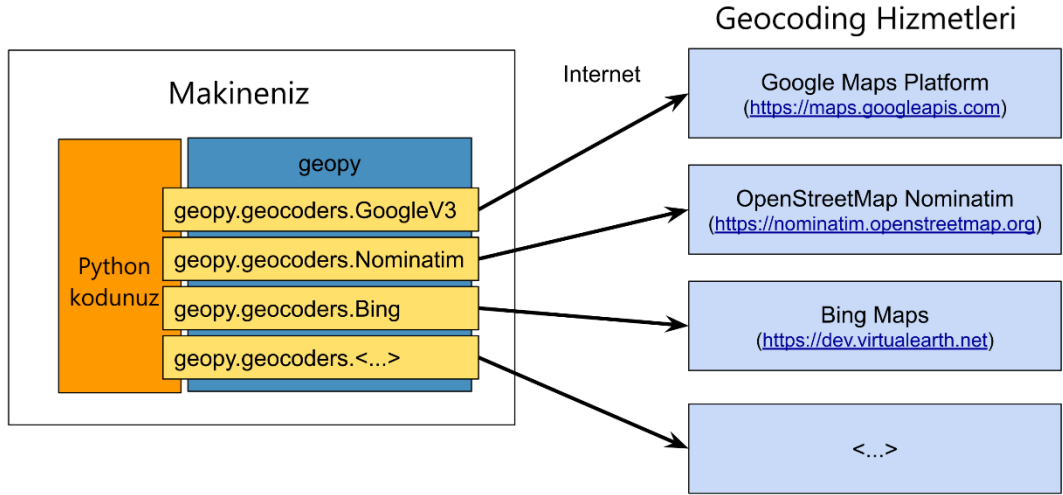 Geocoding Hizmetleri
Makineniz
Internet
Google Maps Platform
(https://maps.googleapis.com)
geopy
geopy.geocoders.GoogleV3
OpenStreetMap Nominatim
(https://nominatim.openstreetmap.org)
geopy.geocoders.Nominatim
Python
kodunuz
geopy.geocoders.Bing
Bing Maps
(https://dev.virtualearth.net)
geopy.geocoders.<...>
<...>